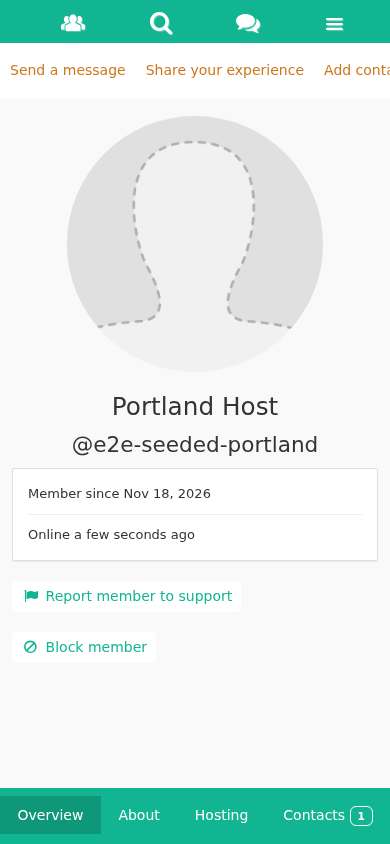 Send a message Share your experience Add conta
Portland Host
@e2e-seeded-portland
Member since Nov 18, 2026
Online a few seconds ago
Report member to support
Block member
Overview About Hosting Contacts 1